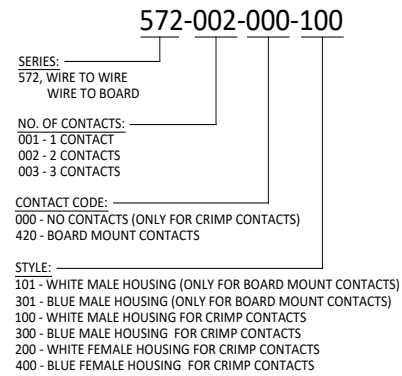 572-002-000-100
SERIES:
572, WIRE TO WIRE
WIRE TO BOARD
NO. OF CONTACTS:
001 - 1 CONTACT
002 - 2 CONTACTS
003 - 3 CONTACTS
CONTACT CODE:
000 - NO CONTACTS (ONLY FOR CRIMP CONTACTS)
420 - BOARD MOUNT CONTACTS
STYLE:
101 - WHITE MALE HOUSING (ONLY FOR BOARD MOUNT CONTACTS)
301 - BLUE MALE HOUSING (ONLY FOR BOARD MOUNT CONTACTS)
100 - WHITE MALE HOUSING FOR CRIMP CONTACTS
300 - BLUE MALE HOUSING FOR CRIMP CONTACTS
200 - WHITE FEMALE HOUSING FOR CRIMP CONTACTS
400 - BLUE FEMALE HOUSING FOR CRIMP CONTACTS